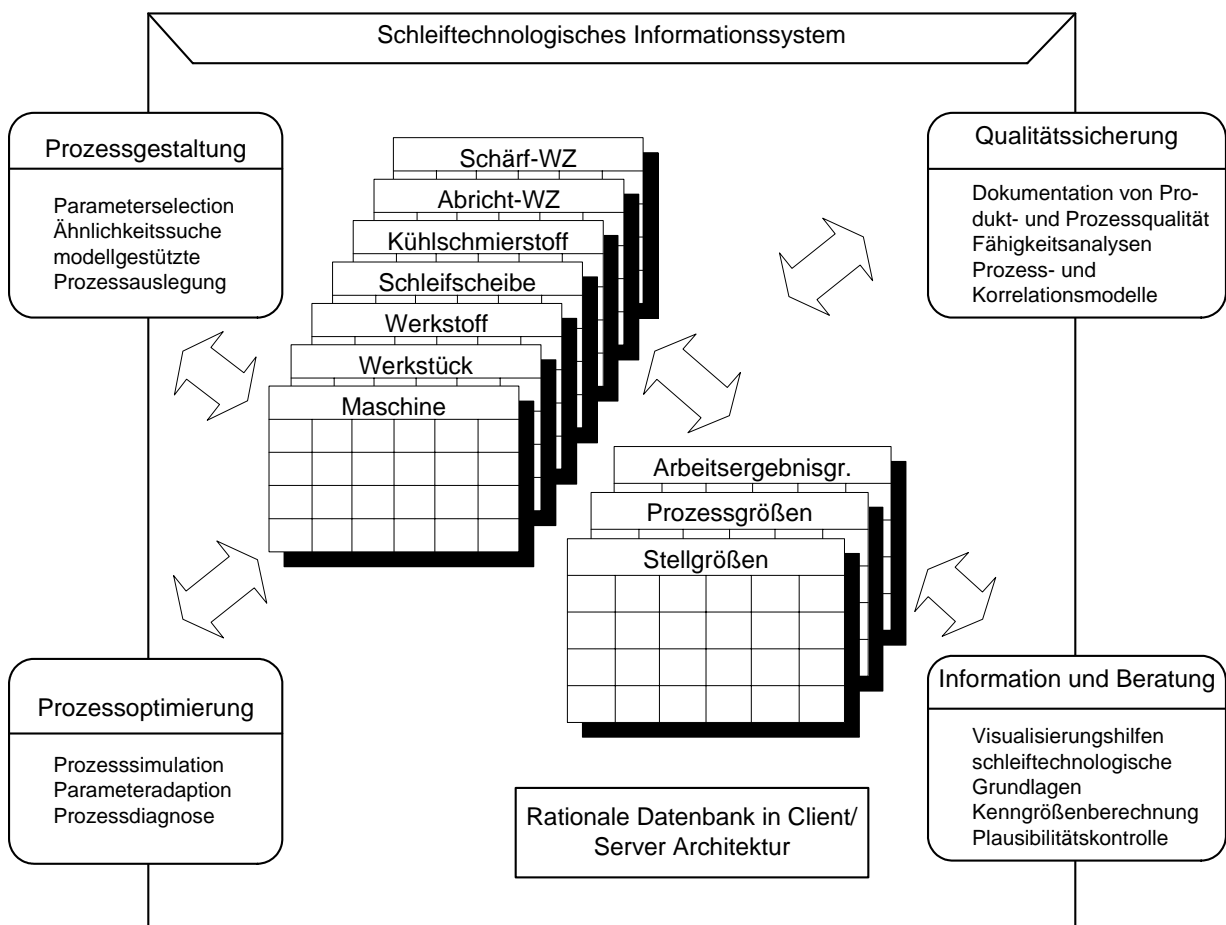 Schleiftechnologisches Informationssystem
Prozessgestaltung
Parameterselection
Ähnlichkeitssuche
modellgestützte
Prozessauslegung
Schärf-WZ
Abricht-WZ
Kühlschmierstoff
Schleifscheibe
Werkstoff
Werkstück
Maschine
Qualitätssicherung
Dokumentation von Pro-
dukt- und Prozessqualität
Fähigkeitsanalysen
Prozess- und
Korrelationsmodelle
Arbeitsergebnisgr.
Prozessgrößen
Stellgrößen
Prozessoptimierung
Prozesssimulation
Parameteradaption
Prozessdiagnose
Rationale Datenbank in Client/
Server Architektur
Information und Beratung
Visualisierungshilfen
schleiftechnologische
Grundlagen
Kenngrößenberechnung
Plausibilitätskontrolle